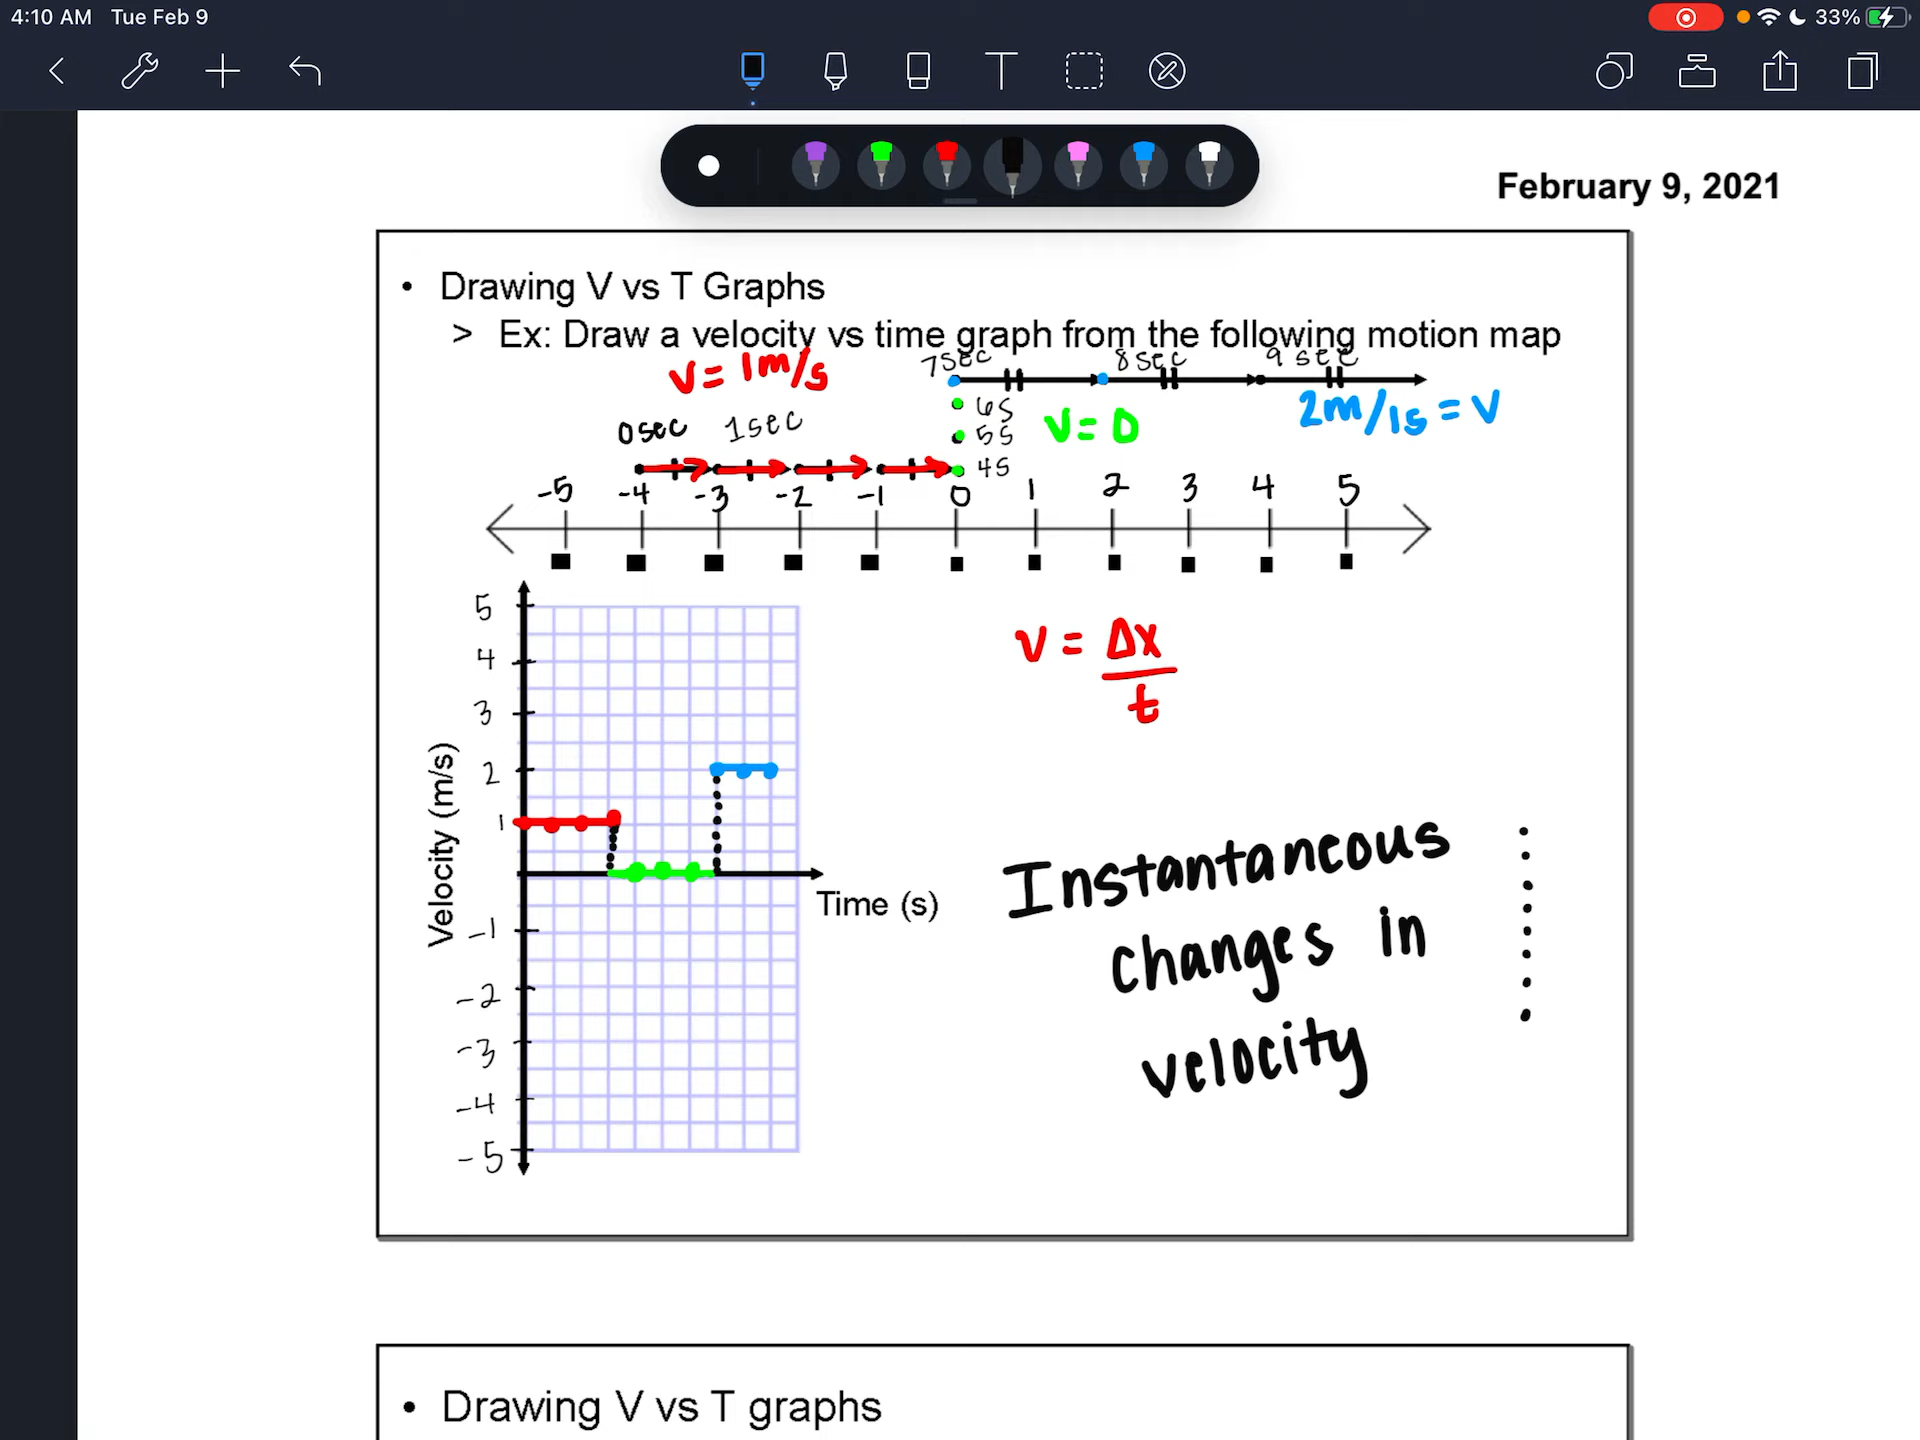 4:10 AM Tue Feb 9
33%
February 9, 2021
• Drawing V vs T Graphs
> Ex: Draw a velocity vs time graph from the following motion map
V = 1m/s
7sec 8sec 9sec
6s
5s
4s
V = 0
2m/1s = V
0sec 1sec
-5 -4 -3 -2 -1 0 1 2 3 4 5
5
4
3
2
1
-1
-2
-3
-4
-5
Velocity (m/s)
Time (s)
V = Δx
t
Instantaneous
changes in
velocity
• Drawing V vs T graphs